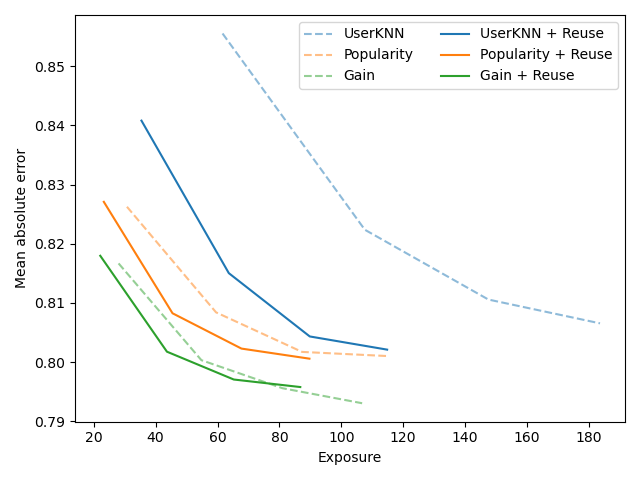 UserKNN
Popularity
Gain
UserKNN + Reuse
Popularity + Reuse
Gain + Reuse
Mean absolute error
0.85
0.84
0.83
0.82
0.81
0.80
0.79
20 40 60 80 100 120 140 160 180
Exposure